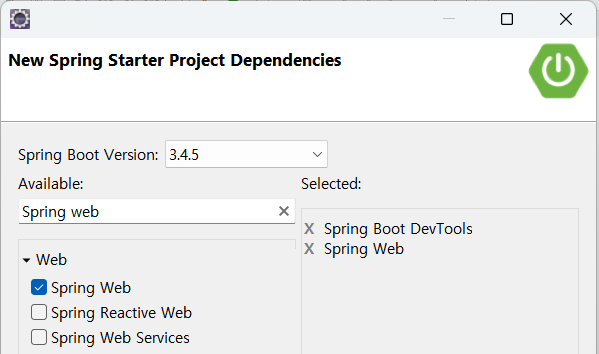 New Spring Starter Project Dependencies
Spring Boot Version: 3.4.5
Available:
Selected:
Spring web
X Spring Boot DevTools
X Spring Web
Web
Spring Web
Spring Reactive Web
Spring Web Services